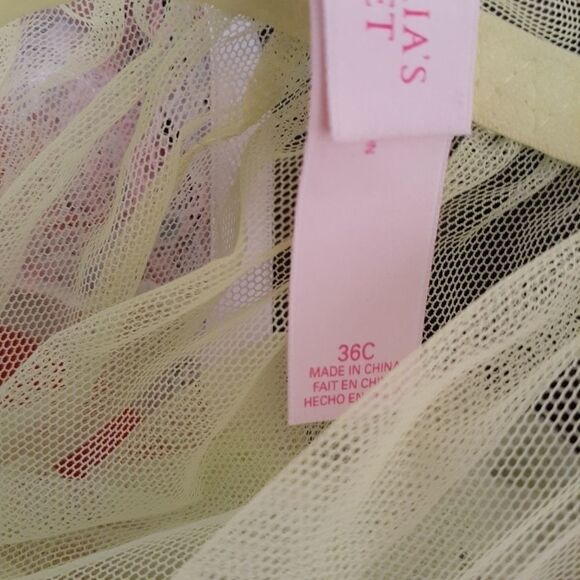 IA'S
ET
36C
MADE IN CHINA
FAIT EN CHI
HECHO EN